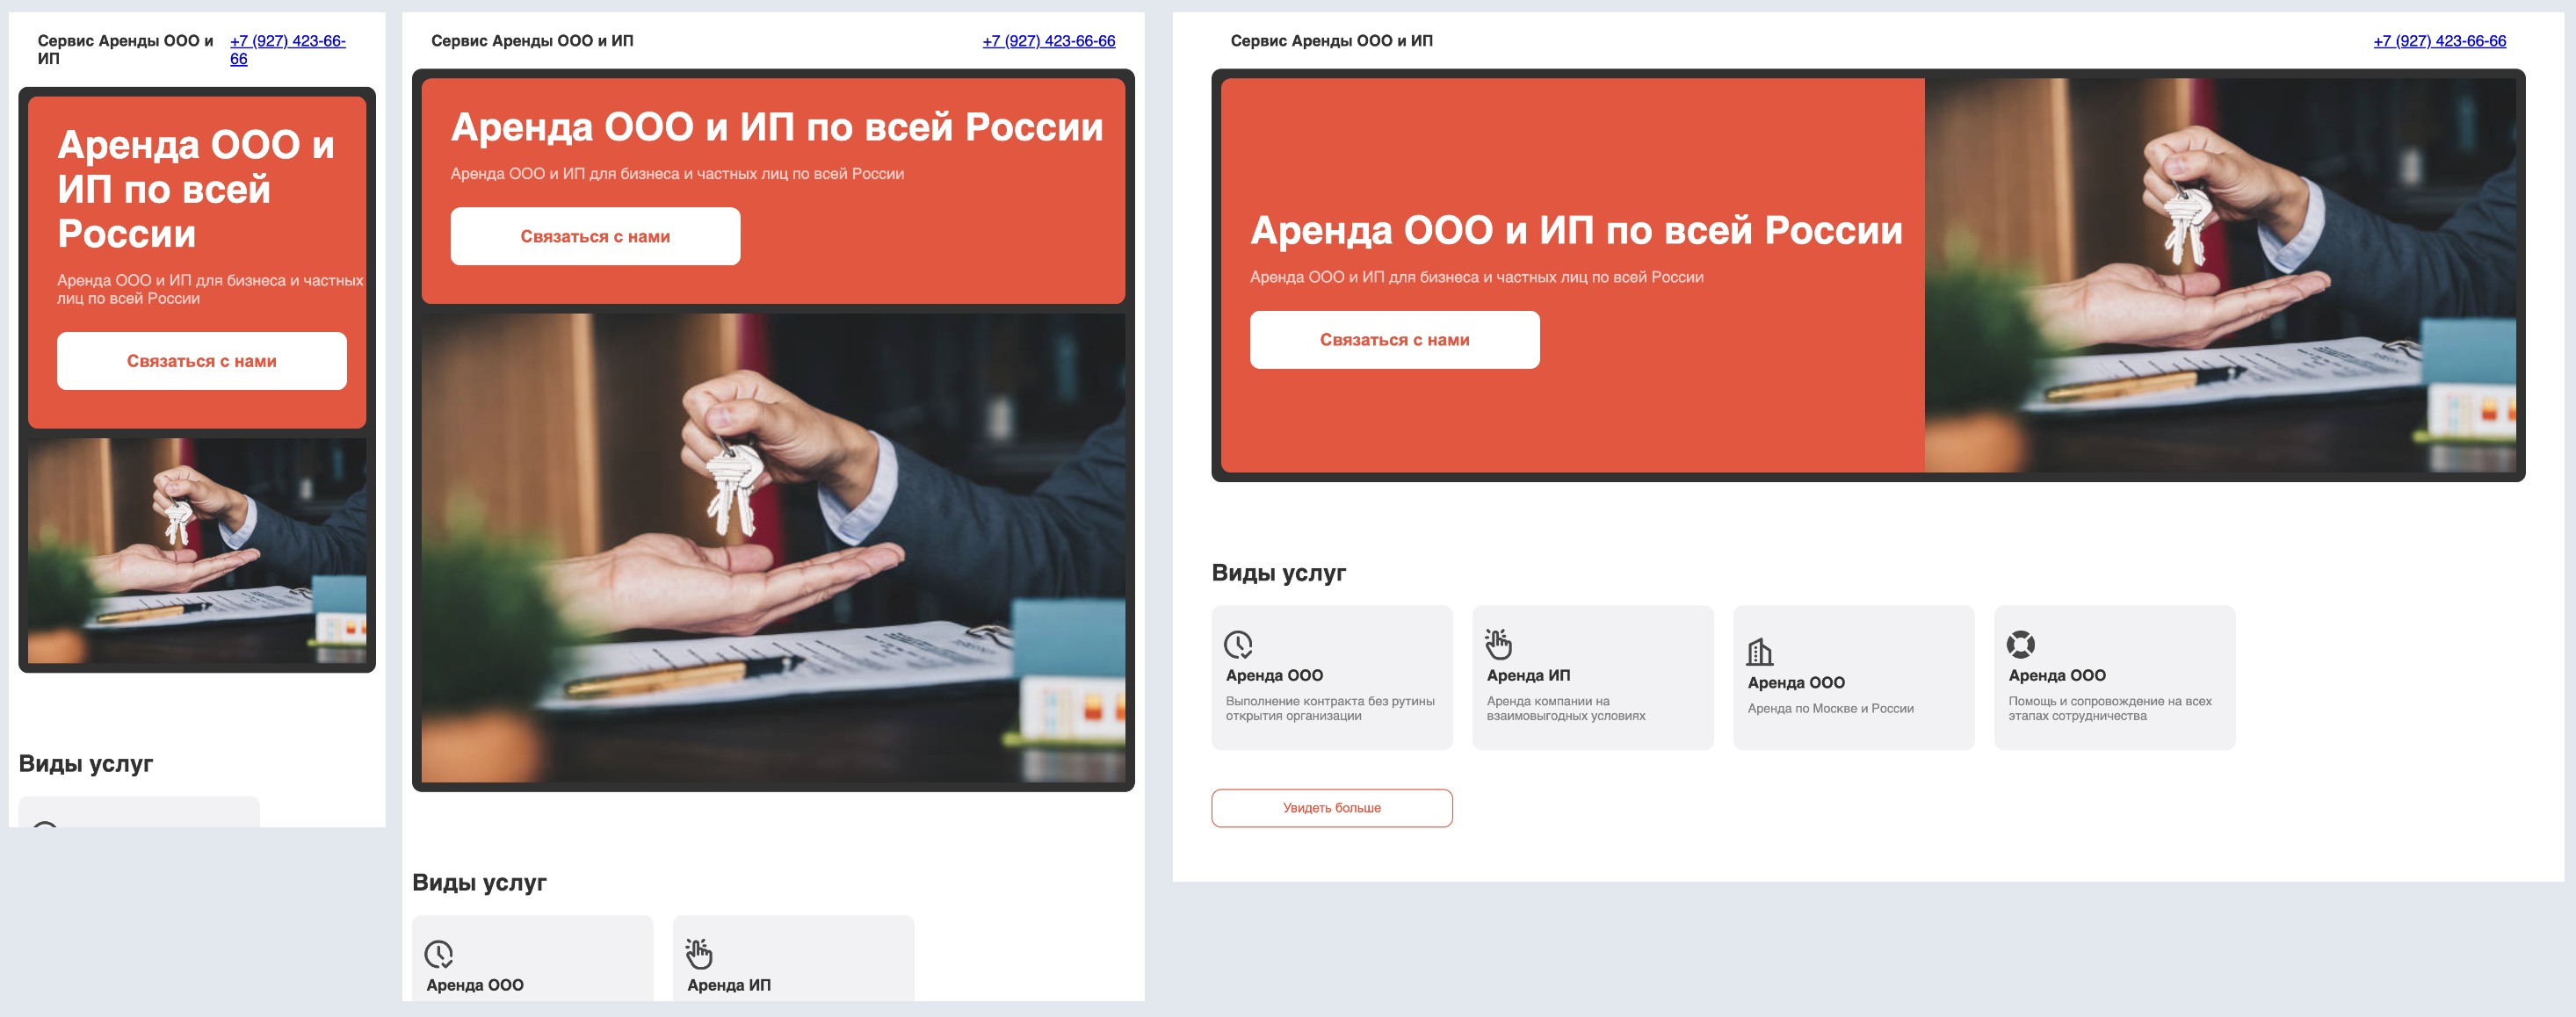 Сервис Аренды ООО и
ИП
+7 (927) 423-66-
66
Аренда ООО и
ИП по всей
России
Аренда ООО и ИП для бизнеса и частных
лиц по всей России
Связаться с нами
Виды услуг
Сервис Аренды ООО и ИП
+7 (927) 423-66-66
Аренда ООО и ИП по всей России
Аренда ООО и ИП для бизнеса и частных лиц по всей России
Связаться с нами
Виды услуг
Аренда ООО
Аренда ИП
Сервис Аренды ООО и ИП
+7 (927) 423-66-66
Аренда ООО и ИП по всей России
Аренда ООО и ИП для бизнеса и частных лиц по всей России
Связаться с нами
Виды услуг
Аренда ООО
Выполнение контракта без рутины
открытия организации
Аренда ИП
Аренда компании на
взаимовыгодных условиях
Аренда ООО
Аренда по Москве и России
Аренда ООО
Помощь и сопровождение на всех
этапах сотрудничества
Увидеть больше